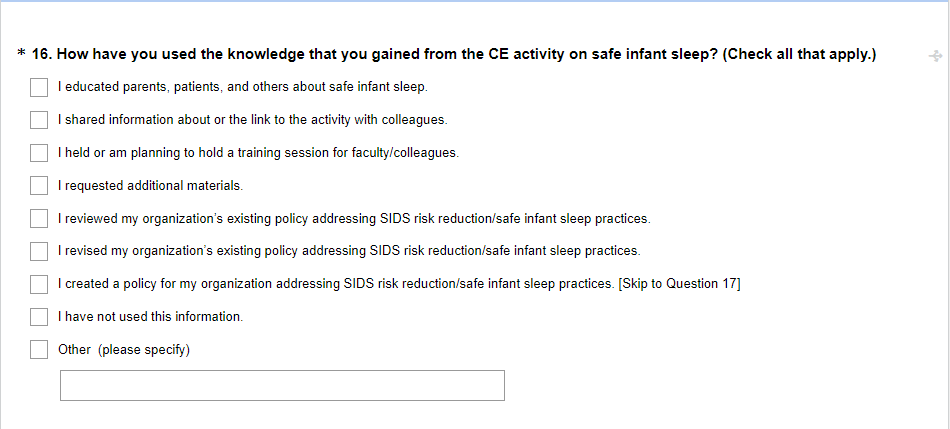 * 16. How have you used the knowledge that you gained from the CE activity on safe infant sleep? (Check all that apply.)
I educated parents, patients, and others about safe infant sleep.
I shared information about or the link to the activity with colleagues.
I held or am planning to hold a training session for faculty/colleagues.
I requested additional materials.
I reviewed my organization's existing policy addressing SIDS risk reduction/safe infant sleep practices.
I revised my organization's existing policy addressing SIDS risk reduction/safe infant sleep practices.
I created a policy for my organization addressing SIDS risk reduction/safe infant sleep practices. [Skip to Question 17]
I have not used this information.
Other (please specify)